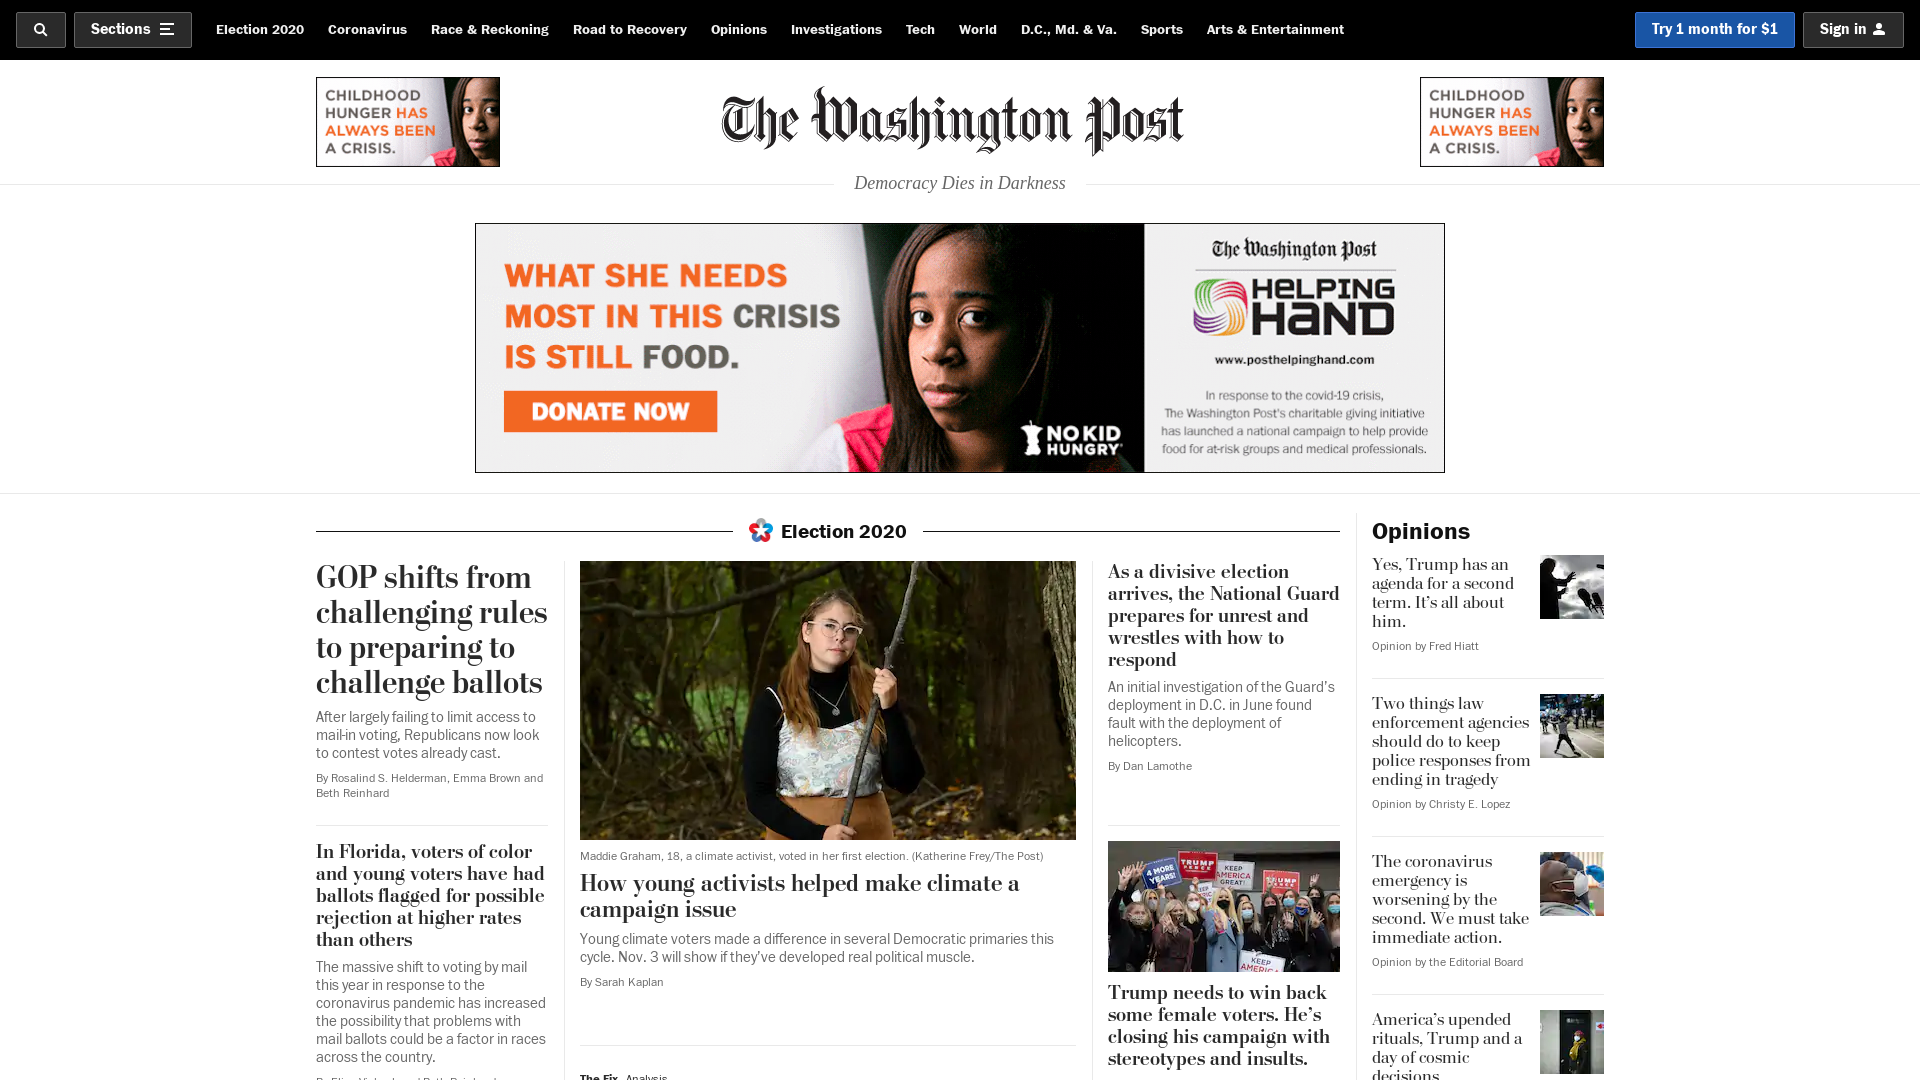 Sections
Election 2020
Coronavirus
Race & Reckoning
Road to Recovery
Opinions
Investigations
Tech
World
D.C., Md. & Va.
Sports
Arts & Entertainment
Try 1 month for $1
Sign in
CHILDHOOD
HUNGER HAS
ALWAYS BEEN
A CRISIS.
The Washington Post
CHILDHOOD
HUNGER HAS
ALWAYS BEEN
A CRISIS.
Democracy Dies in Darkness
WHAT SHE NEEDS
MOST IN THIS CRISIS
IS STILL FOOD.
DONATE NOW
NO KID
HUNGRY
The Washington Post
HELPING
HAND
www.posthelpinghand.com
In response to the covid-19 crisis,
The Washington Post's charitable giving initiative
has launched a national campaign to help provide
food for at-risk groups and medical professionals.
Election 2020
GOP shifts from
challenging rules
to preparing to
challenge ballots
After largely failing to limit access to
mail-in voting, Republicans now look
to contest votes already cast.
By Rosalind S. Helderman, Emma Brown and
Beth Reinhard
In Florida, voters of color
and young voters have had
ballots flagged for possible
rejection at higher rates
than others
The massive shift to voting by mail
this year in response to the
coronavirus pandemic has increased
the possibility that problems with
mail ballots could be a factor in races
across the country.
Maddie Graham, 18, a climate activist, voted in her first election. (Katherine Frey/The Post)
How young activists helped make climate a
campaign issue
Young climate voters made a difference in several Democratic primaries this
cycle. Nov. 3 will show if they've developed real political muscle.
By Sarah Kaplan
The Fix Analysis
As a divisive election
arrives, the National Guard
prepares for unrest and
wrestles with how to
respond
An initial investigation of the Guard's
deployment in D.C. in June found
fault with the deployment of
helicopters.
By Dan Lamothe
4 MORE
YEARS!
TRUMP
PENCE
KEEP
AMERICA
GREAT!
TRUMP
KEEP
AMERICA
Trump needs to win back
some female voters. He's
closing his campaign with
stereotypes and insults.
Opinions
Yes, Trump has an
agenda for a second
term. It's all about
him.
Opinion by Fred Hiatt
Two things law
enforcement agencies
should do to keep
police responses from
ending in tragedy
Opinion by Christy E. Lopez
The coronavirus
emergency is
worsening by the
second. We must take
immediate action.
Opinion by the Editorial Board
America's upended
rituals, Trump and a
day of cosmic
decisions